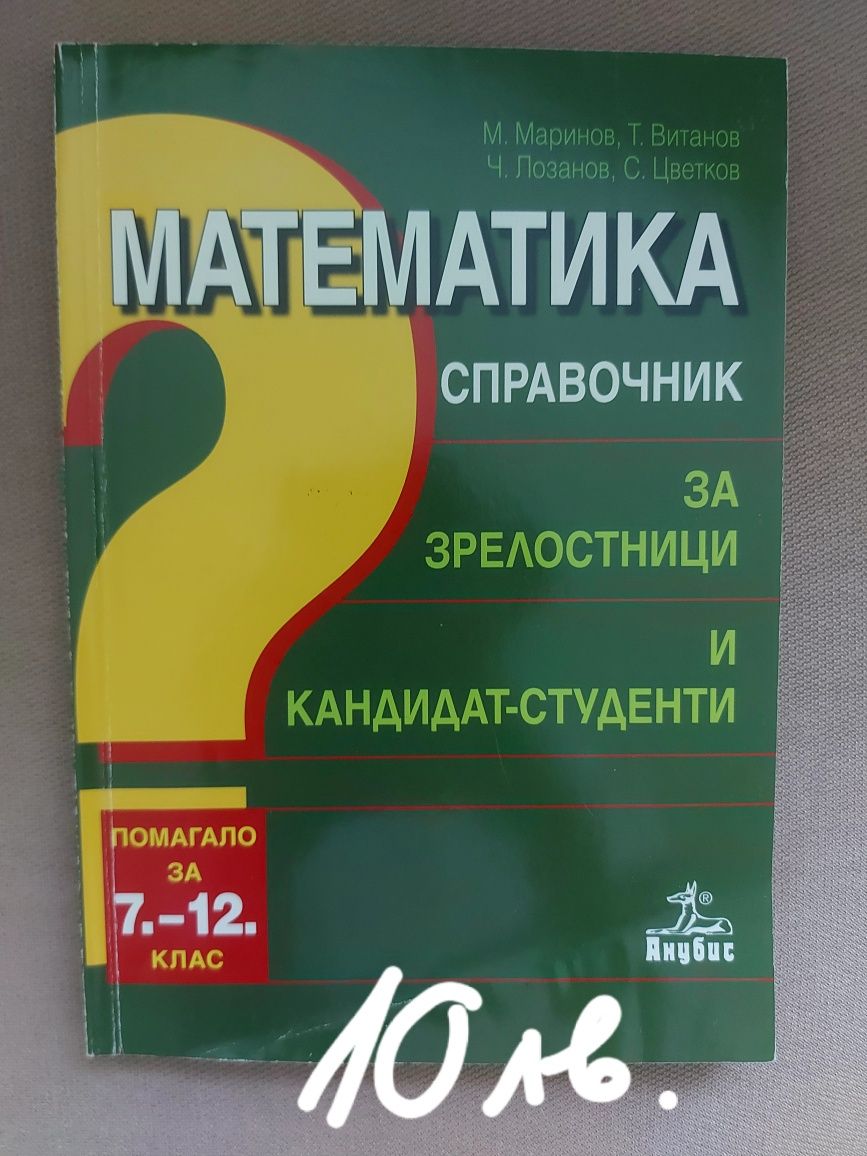 М. Маринов, Т. Витанов
Ч. Лозанов, С. Цветков
МАТЕМАТИКА
СПРАВОЧНИК
ЗА
ЗРЕЛОСТНИЦИ
И
КАНДИДАТ-СТУДЕНТИ
ПОМАГАЛО
ЗА
7.–12.
КЛАС
®
Анубис
10 лв.